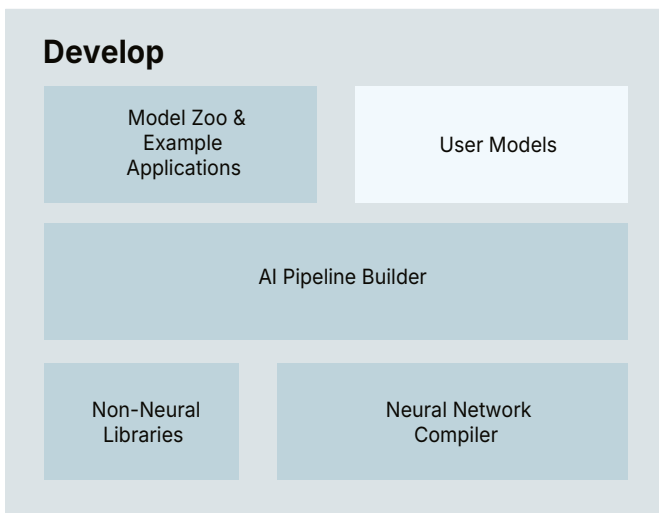 Develop
Model Zoo &
Example
Applications
User Models
AI Pipeline Builder
Non-Neural
Libraries
Neural Network
Compiler